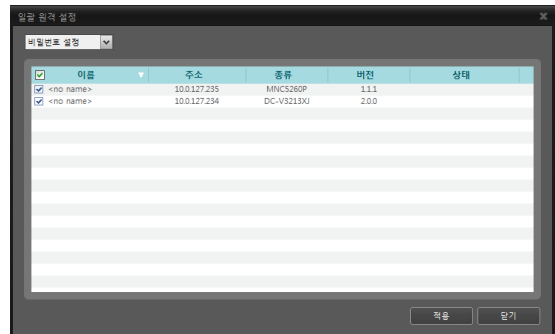 일괄 원격 설정
비밀번호 설정
이름 주소 종류 버전 상태
<no name> 10.0.127.235 MNC5260P 1.1.1
<no name> 10.0.127.234 DC-V3213XJ 2.0.0
적용 닫기